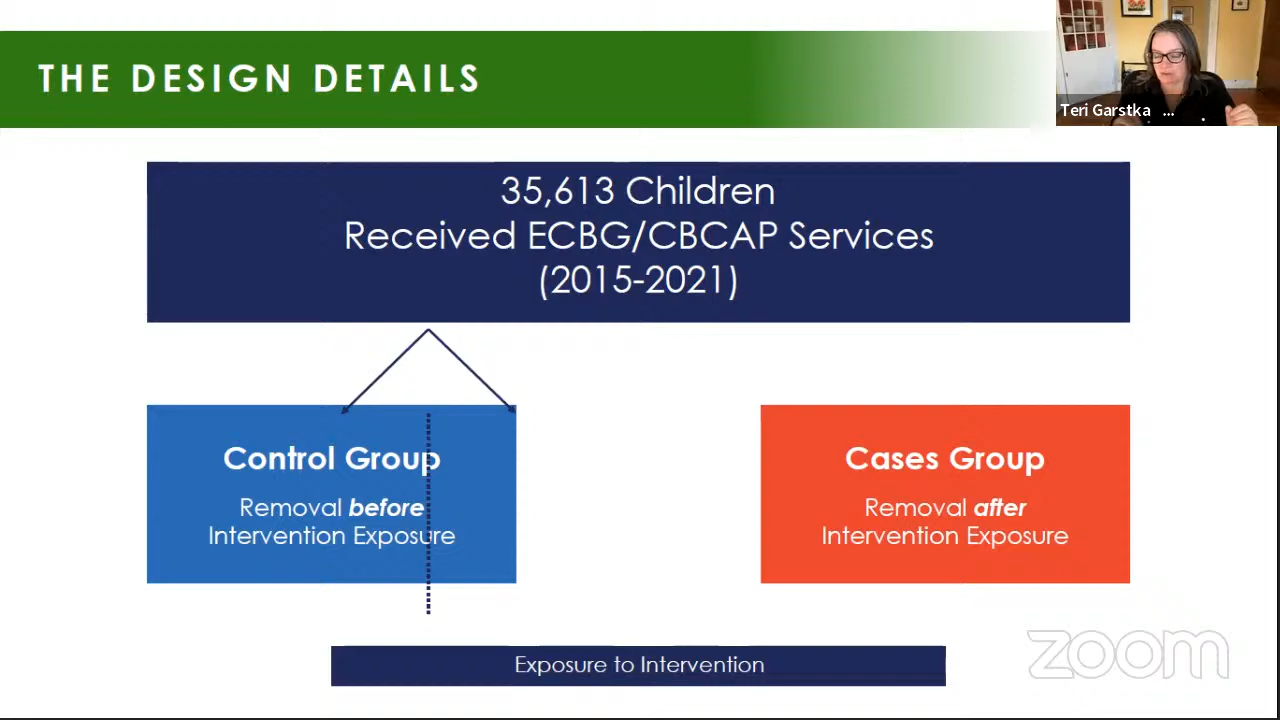 THE DESIGN DETAILS
Teri Garstka ...
35,613 Children
Received ECBG/CBCAP Services
(2015-2021)
Control Group
Removal before
Intervention Exposure
Cases Group
Removal after
Intervention Exposure
Exposure to Intervention
zoom